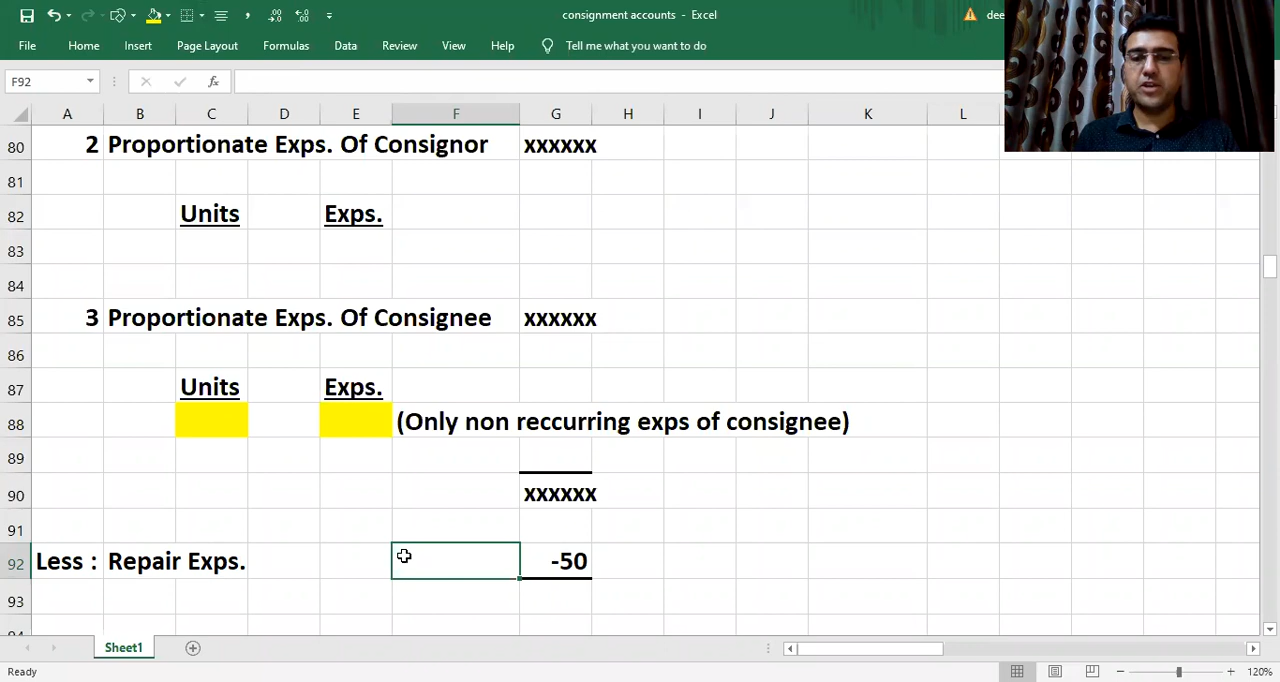 consignment accounts - Excel
dee
File Home Insert Page Layout Formulas Data Review View Help Tell me what you want to do
F92 fx
A B C D E F G H I J K L
80 2 Proportionate Exps. Of Consignor xxxxxx
81
82 Units Exps.
83
84
85 3 Proportionate Exps. Of Consignee xxxxxx
86
87 Units Exps.
88 (Only non reccurring exps of consignee)
89
90 xxxxxx
91
92 Less : Repair Exps. -50
93
Sheet1
Ready 120%